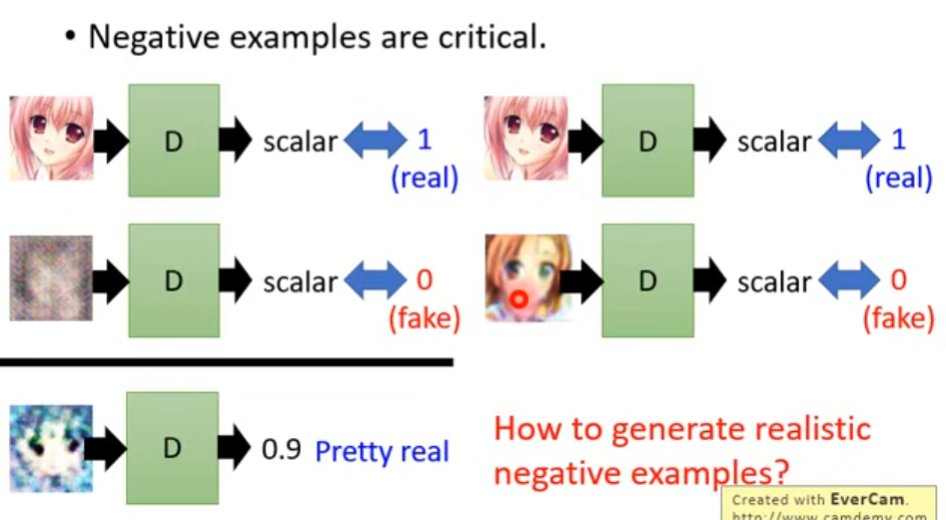 • Negative examples are critical.
D scalar 1 D scalar 1
(real) (real)
D scalar 0 D scalar 0
(fake) (fake)
D 0.9 Pretty real
How to generate realistic
negative examples?
Created with EverCam.
http://www.camdemy.com